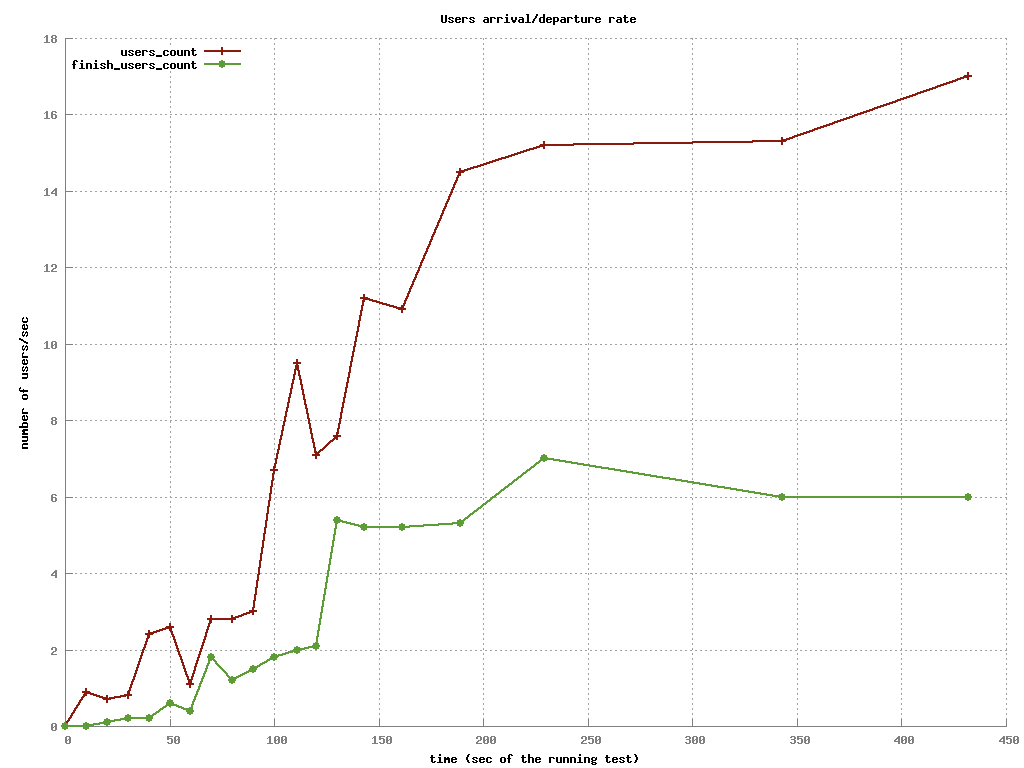 Users arrival/departure rate
users_count
finish_users_count
18
16
14
12
10
8
6
4
2
0
number of users/sec
0 50 100 150 200 250 300 350 400 450
time (sec of the running test)